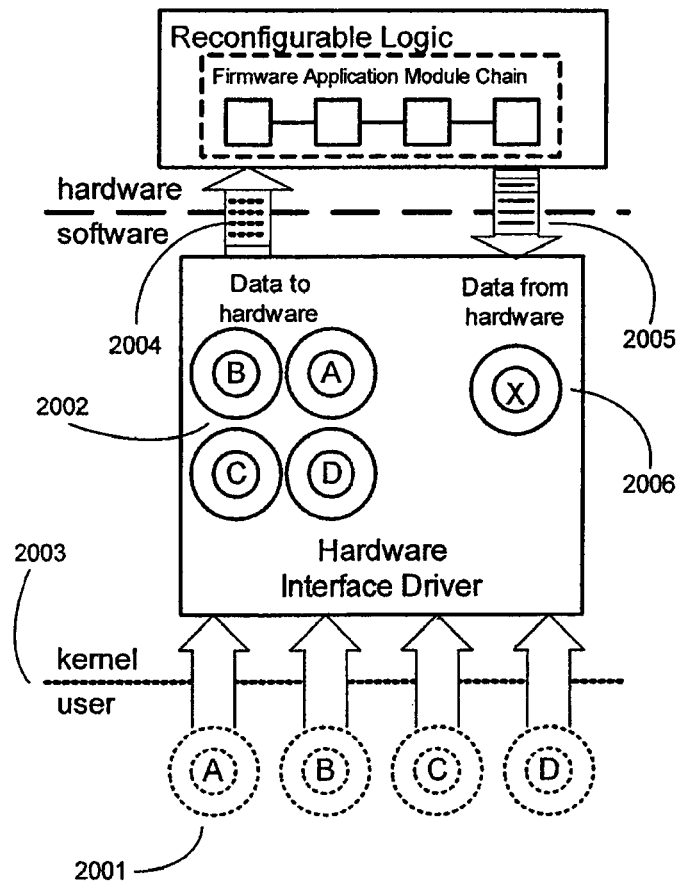 Reconfigurable Logic
Firmware Application Module Chain
hardware
software
Data to
hardware
Data from
hardware
2004
2005
B
A
X
2002
C
D
2006
Hardware
Interface Driver
2003
kernel
user
A
B
C
D
2001